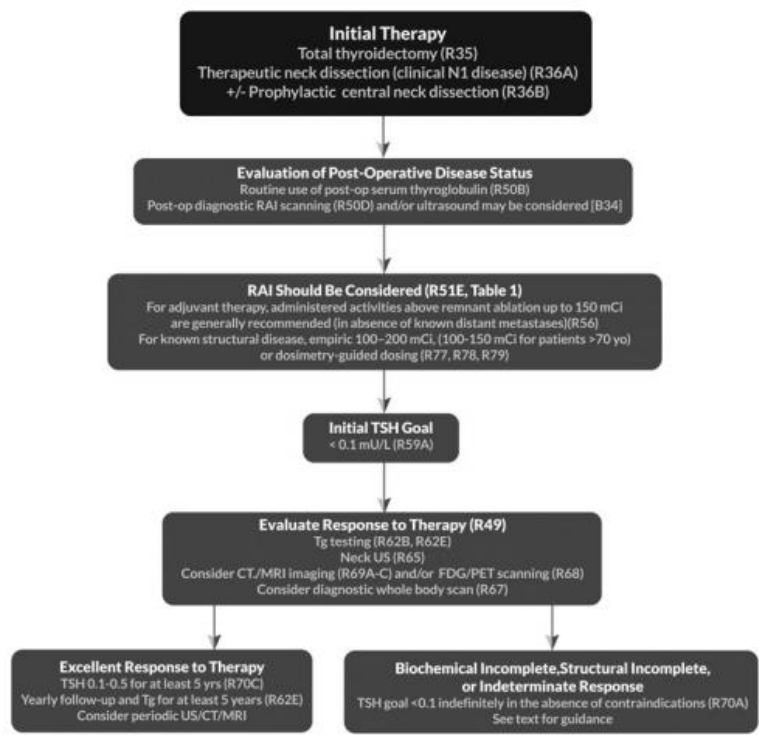 Initial Therapy
Total thyroidectomy (R35)
Therapeutic neck dissection (clinical N1 disease) (R36A)
+/- Prophylactic central neck dissection (R36B)
Evaluation of Post-Operative Disease Status
Routine use of post-op serum thyroglobulin (R50B)
Post-op diagnostic RAI scanning (R50D) and/or ultrasound may be considered [B34]
RAI Should Be Considered (R51E, Table 1)
For adjuvant therapy, administered activities above remnant ablation up to 150 mCi
are generally recommended (in absence of known distant metastases)(R56)
For known structural disease, empiric 100–200 mCi, (100-150 mCi for patients >70 yo)
or dosimetry-guided dosing (R77, R78, R79)
Initial TSH Goal
< 0.1 mU/L (R59A)
Evaluate Response to Therapy (R49)
Tg testing (R62B, R62E)
Neck US (R65)
Consider CT./MRI imaging (R69A-C) and/or FDG/PET scanning (R68)
Consider diagnostic whole body scan (R67)
Excellent Response to Therapy
TSH 0.1-0.5 for at least 5 yrs (R70C)
Yearly follow-up and Tg for at least 5 years (R62E)
Consider periodic US/CT/MRI
Biochemical Incomplete,Structural Incomplete,
or Indeterminate Response
TSH goal <0.1 indefinitely in the absence of contraindications (R70A)
See text for guidance